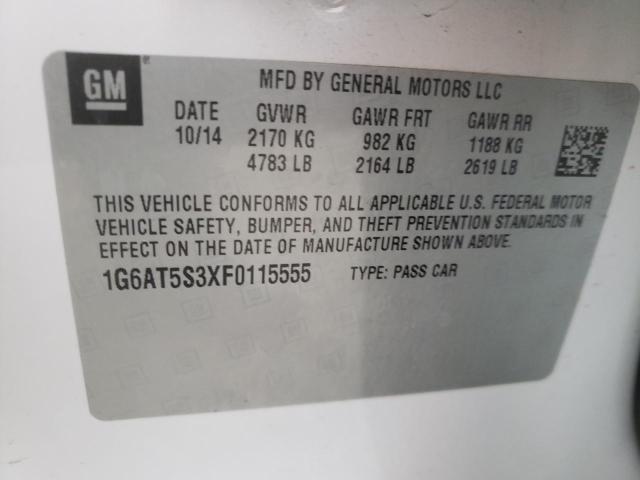 GM®
MFD BY GENERAL MOTORS LLC
DATE GVWR GAWR FRT GAWR RR
10/14 2170 KG 982 KG 1188 KG
4783 LB 2164 LB 2619 LB
THIS VEHICLE CONFORMS TO ALL APPLICABLE U.S. FEDERAL MOTOR
VEHICLE SAFETY, BUMPER, AND THEFT PREVENTION STANDARDS IN
EFFECT ON THE DATE OF MANUFACTURE SHOWN ABOVE.
1G6AT5S3XF0115555 TYPE: PASS CAR